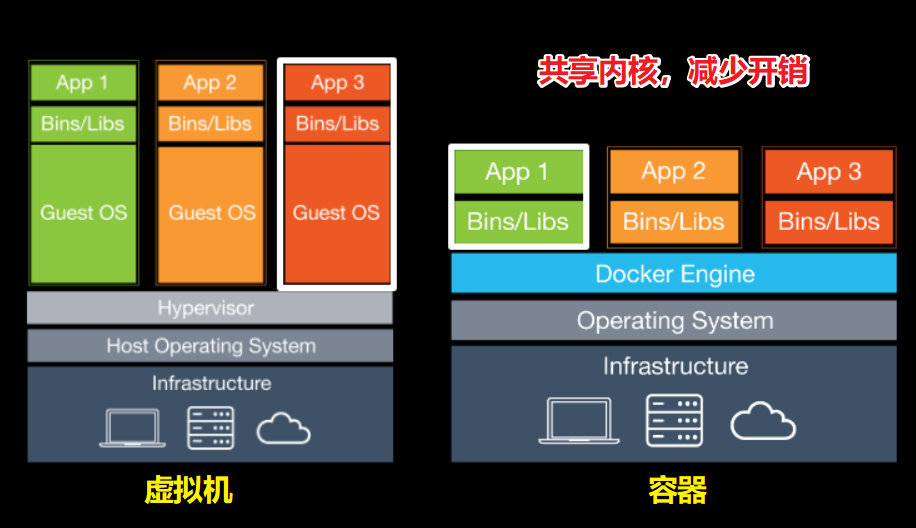 App 1
App 2
App 3
Bins/Libs
Bins/Libs
Bins/Libs
Guest OS
Guest OS
Guest OS
Hypervisor
Host Operating System
Infrastructure
虚拟机
共享内核，减少开销
App 1
App 2
App 3
Bins/Libs
Bins/Libs
Bins/Libs
Docker Engine
Operating System
Infrastructure
容器